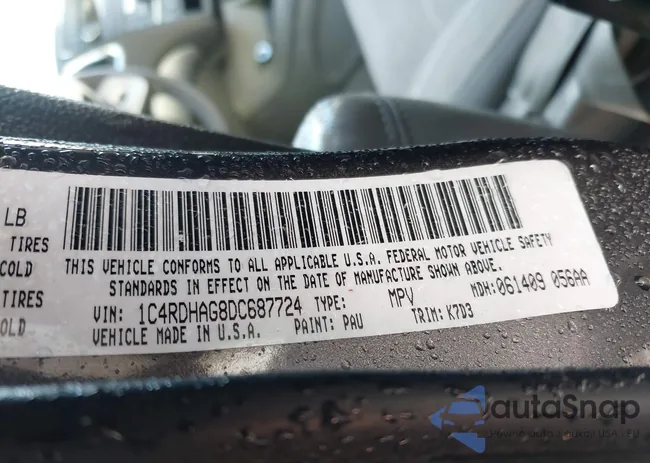 LB
TIRES
COLD
TIRES
OLD
THIS VEHICLE CONFORMS TO ALL APPLICABLE U.S.A. FEDERAL MOTOR VEHICLE SAFETY
STANDARDS IN EFFECT ON THE DATE OF MANUFACTURE SHOWN ABOVE.
VIN: 1C4RDHAG8DC687724 TYPE: MPV MDH: 061409 056AA
VEHICLE MADE IN U.S.A. PAINT: PAU TRIM: K7D3
autaSnap